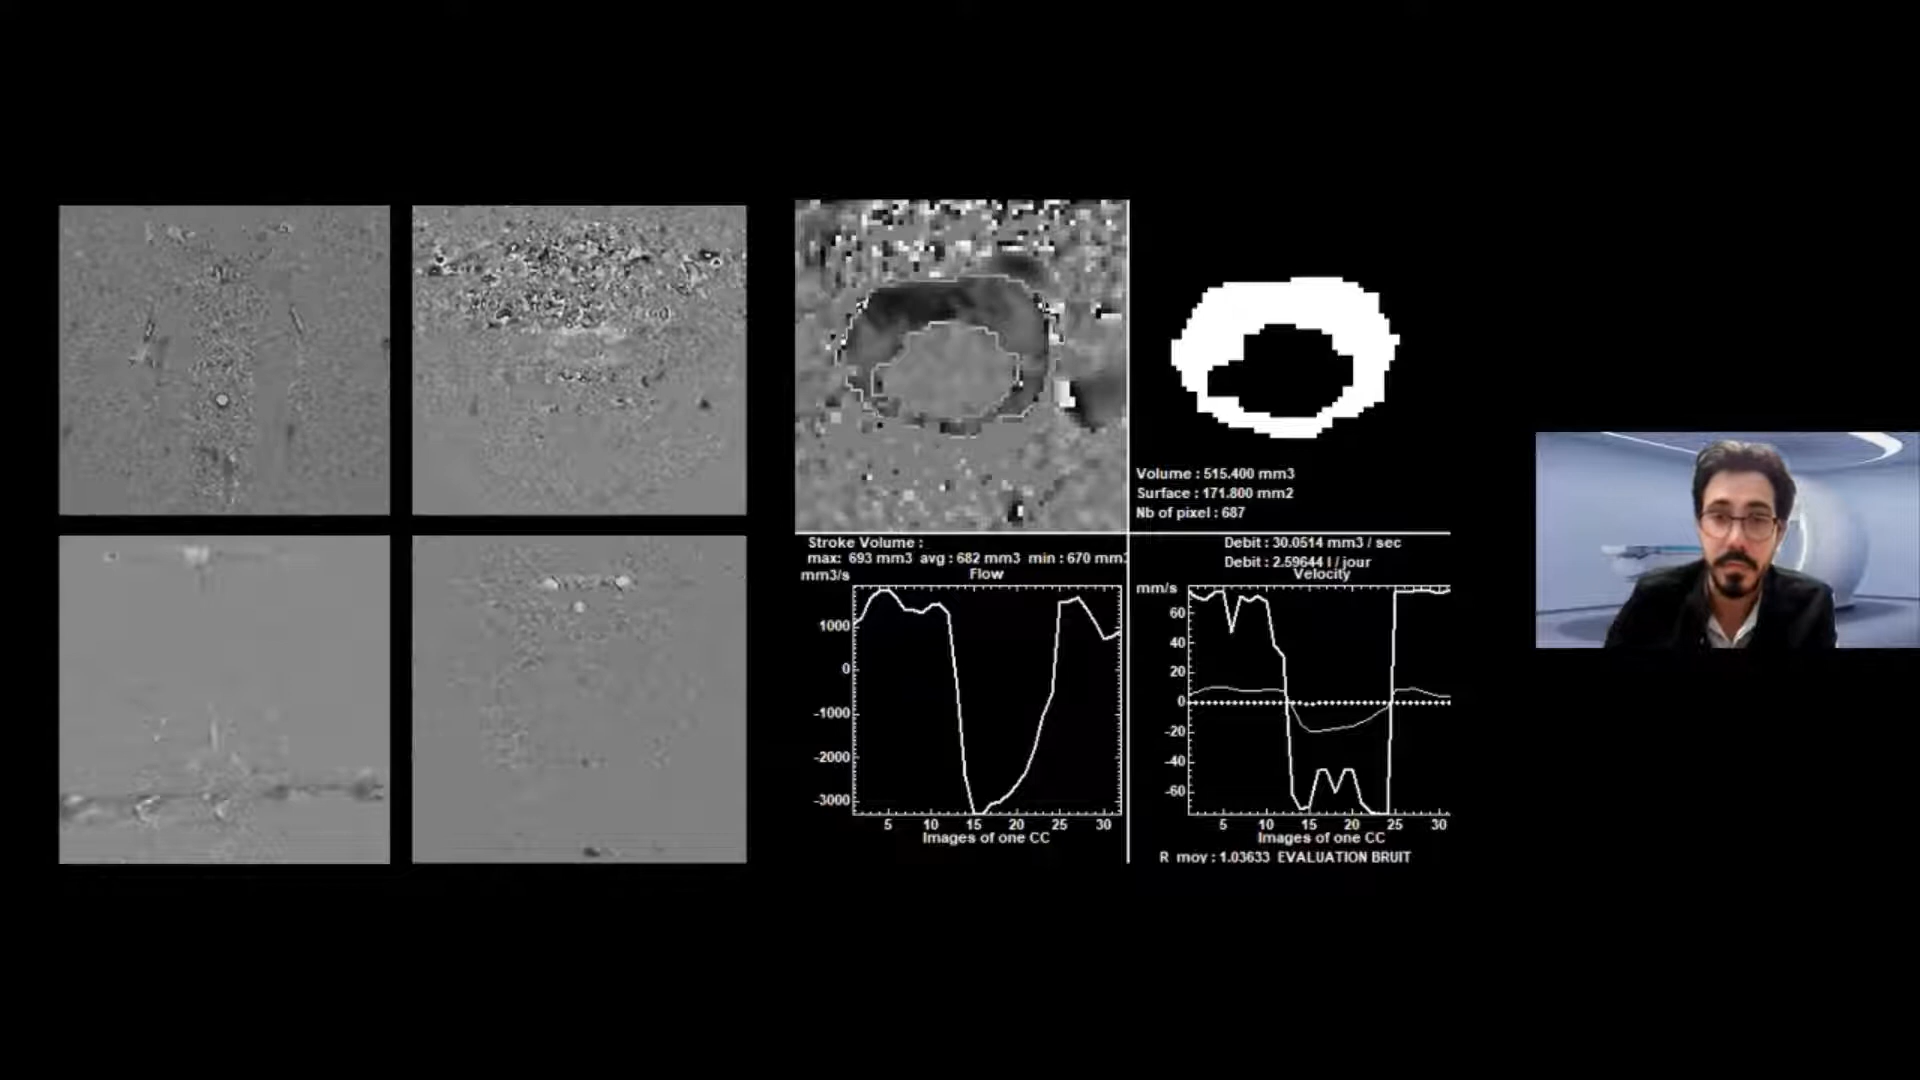 Volume : 515.400 mm3
Surface : 171.800 mm2
Nb of pixel : 687
Stroke Volume :
max: 693 mm3 avg : 682 mm3 min : 670 mm3
mm3/s
Flow
1000
0
-1000
-2000
-3000
5 10 15 20 25 30
Images of one CC
Debit : 30.0514 mm3 / sec
Debit : 2.59644 l / jour
Velocity
mm/s
60
40
20
0
-20
-40
-60
5 10 15 20 25 30
Images of one CC
R moy : 1.03633 EVALUATION BRUIT